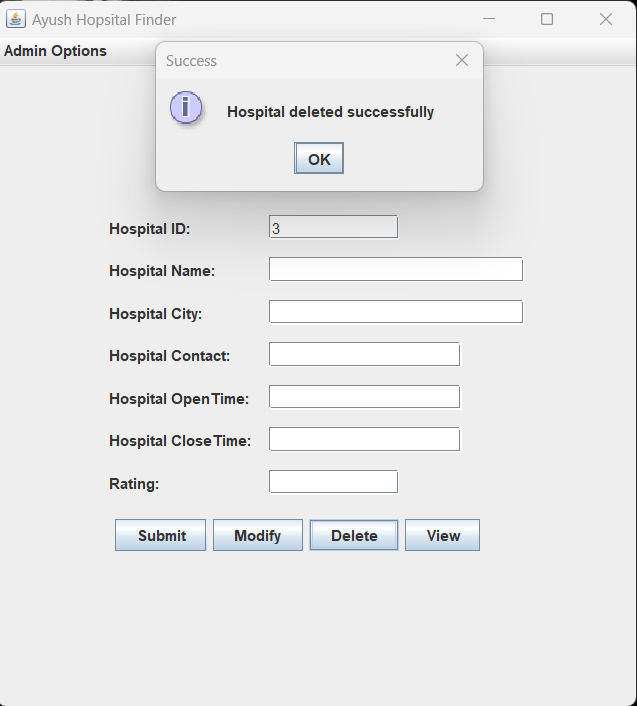 Ayush Hopsital Finder
Admin Options
Success
i
Hospital deleted successfully
OK
Hospital ID: 3
Hospital Name:
Hospital City:
Hospital Contact:
Hospital OpenTime:
Hospital CloseTime:
Rating:
Submit Modify Delete View